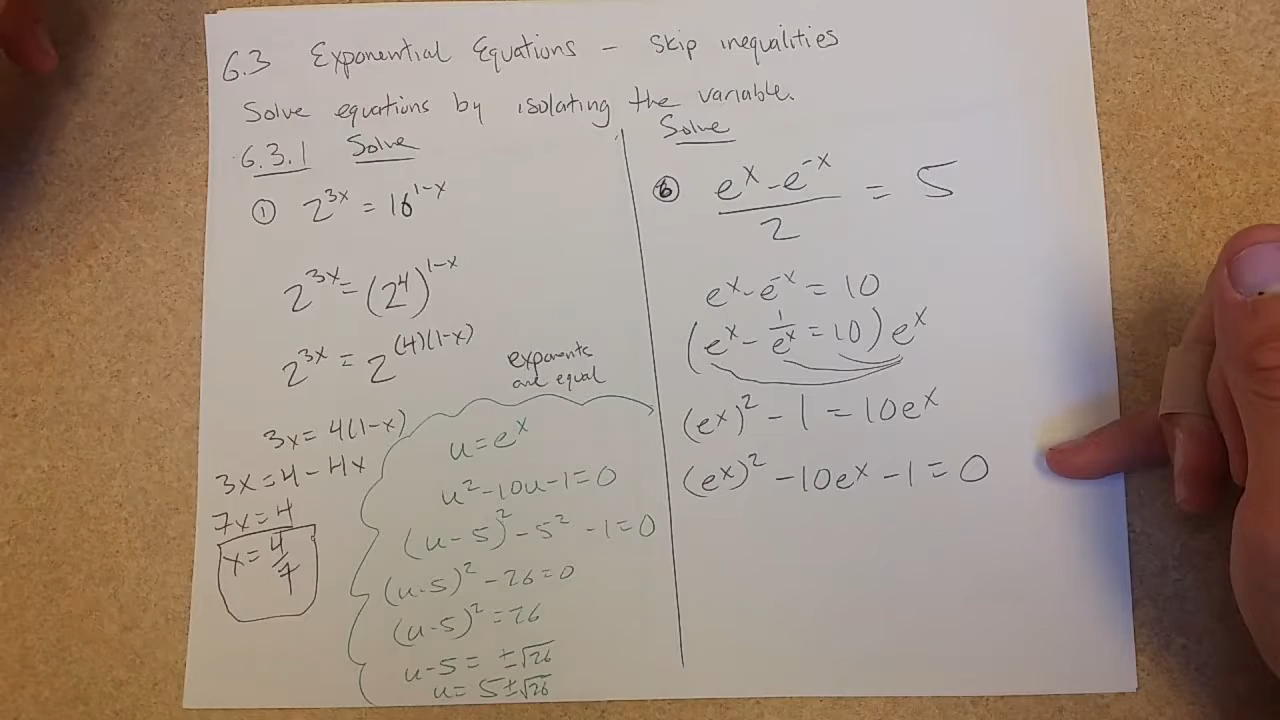 6.3 Exponential Equations - Skip inequalities
Solve equations by isolating the variable.
6.3.1 Solve
① 2^{3x} = 16^{1-x}
2^{3x} = (2^4)^{1-x}
2^{3x} = 2^{(4)(1-x)}
exponents
are equal
3x = 4(1-x)
3x = 4 - 4x
7x = 4
x = 4/7
u = e^x
u^2 - 10u - 1 = 0
(u - 5)^2 - 5^2 - 1 = 0
(u-5)^2 - 26 = 0
(u-5)^2 = 26
u - 5 = ±√26
u = 5 ± √26
Solve
⑥ (e^x - e^{-x})/2 = 5
e^x - e^{-x} = 10
(e^x - 1/e^x = 10) e^x
(e^x)^2 - 1 = 10e^x
(e^x)^2 - 10e^x - 1 = 0